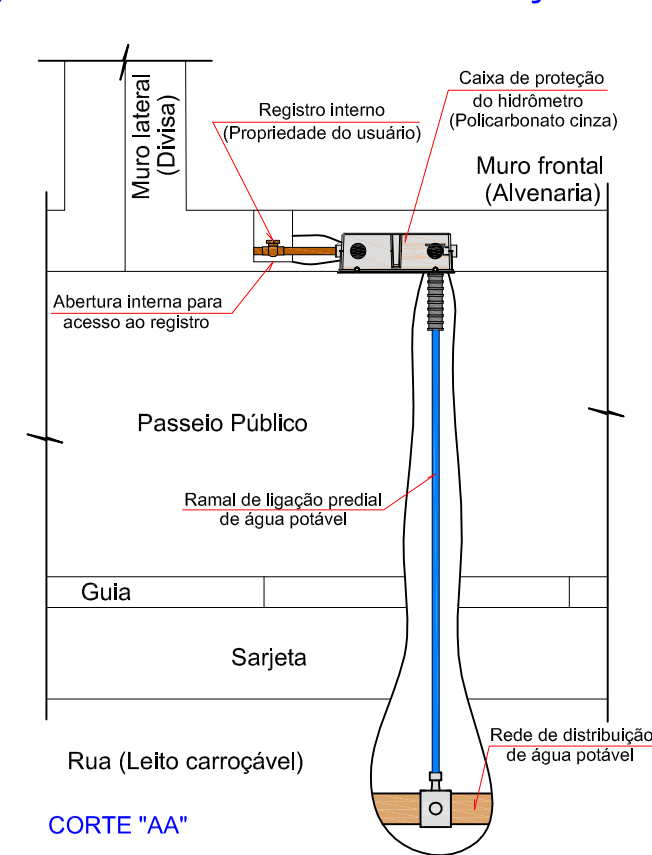 Muro lateral
(Divisa)
Registro interno
(Propriedade do usuário)
Caixa de proteção
do hidrômetro
(Policarbonato cinza)
Muro frontal
(Alvenaria)
Abertura interna para
acesso ao registro
Passeio Público
Ramal de ligação predial
de água potável
Guia
Sarjeta
Rede de distribuição
de água potável
Rua (Leito carroçável)
CORTE "AA"